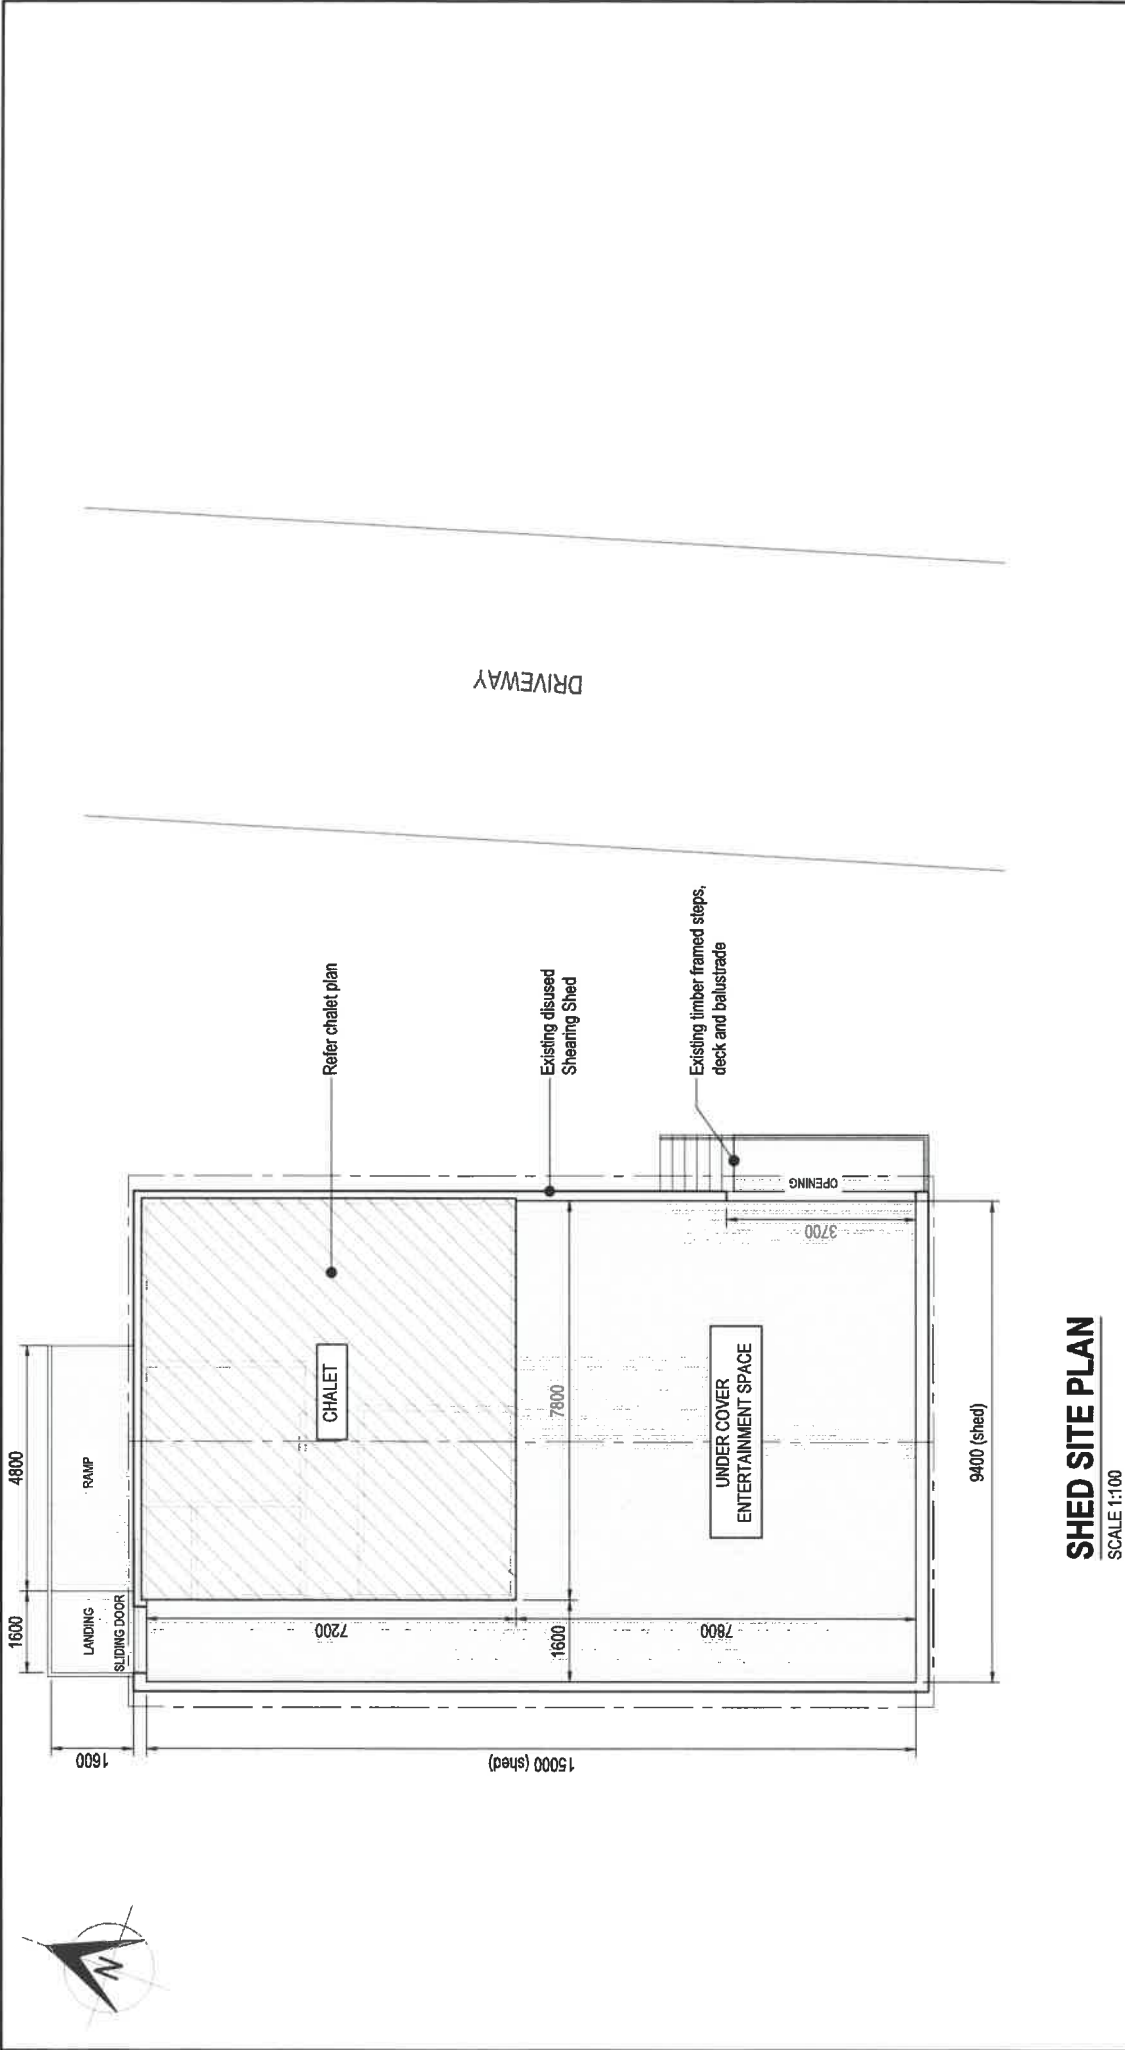 N
1600
4800
LANDING
RAMP
SLIDING DOOR
1600
CHALET
Refer chalet plan
7200
15000 (shed)
1600
7800
Existing disused
Shearing Shed
7800
UNDER COVER
ENTERTAINMENT SPACE
3700
OPENING
Existing timber framed steps,
deck and balustrade
DRIVEWAY
9400 (shed)
SHED SITE PLAN
SCALE 1:100